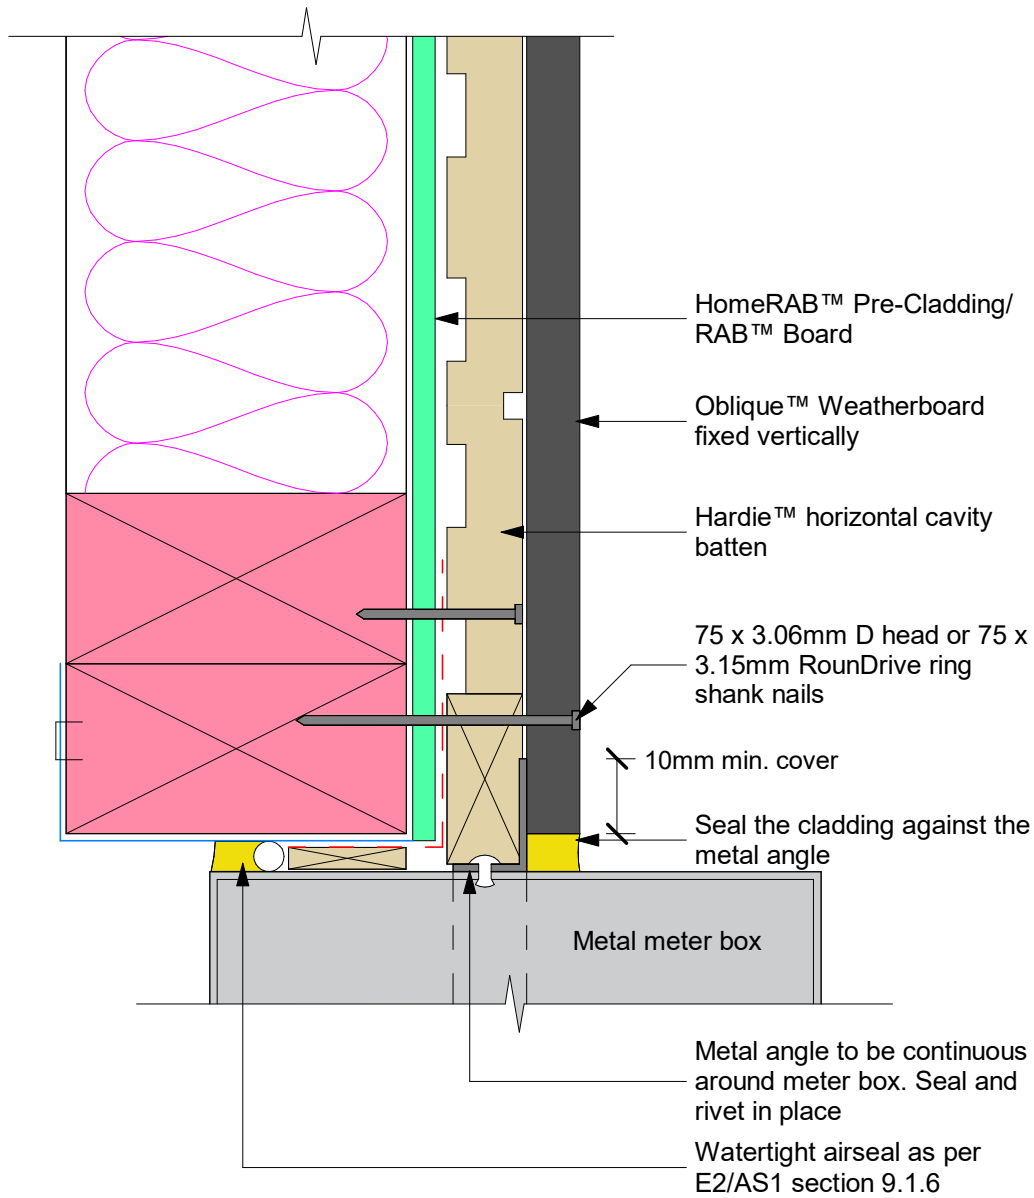 HomeRAB™ Pre-Cladding/
RAB™ Board
Oblique™ Weatherboard
fixed vertically
Hardie™ horizontal cavity
batten
75 x 3.06mm D head or 75 x
3.15mm RounDrive ring
shank nails
10mm min. cover
Seal the cladding against the
metal angle
Metal meter box
Metal angle to be continuous
around meter box. Seal and
rivet in place
Watertight airseal as per
E2/AS1 section 9.1.6